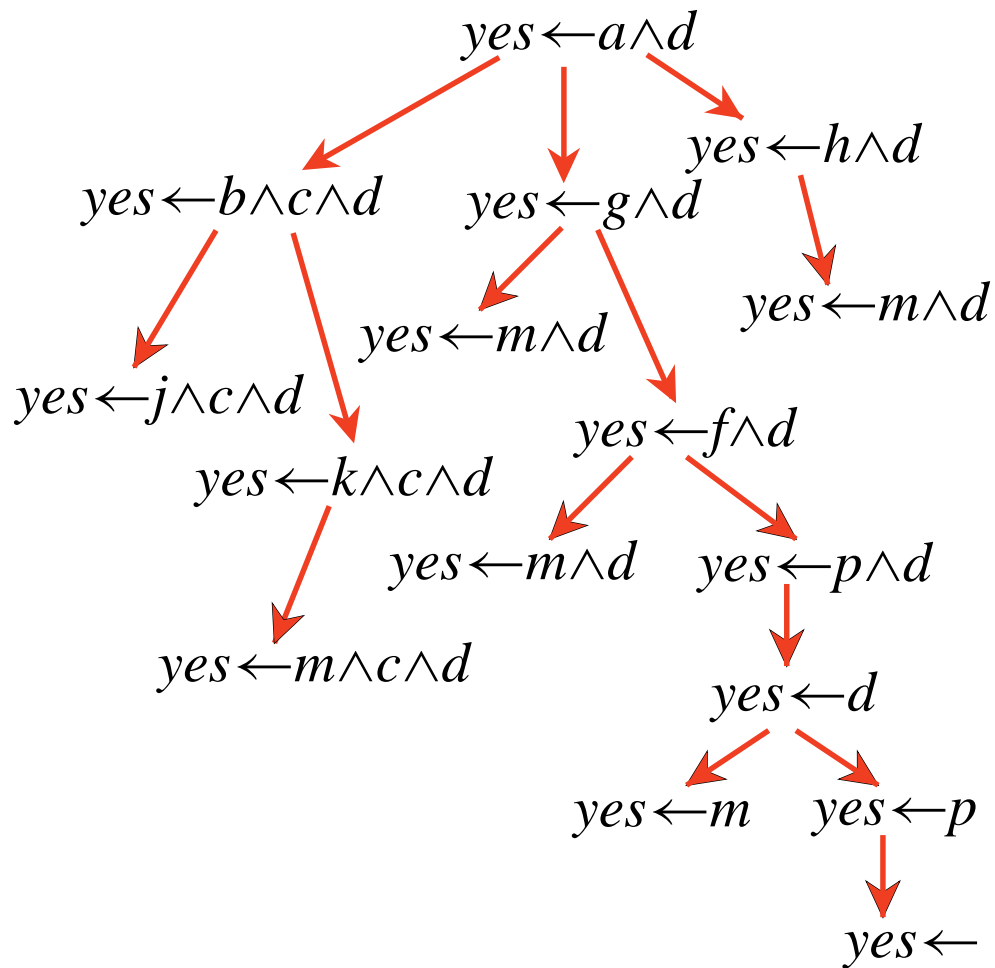 yes←a∧d
yes←h∧d
yes←b∧c∧d
yes←g∧d
yes←m∧d
yes←m∧d
yes←j∧c∧d
yes←f∧d
yes←k∧c∧d
yes←m∧d
yes←p∧d
yes←m∧c∧d
yes←d
yes←m
yes←p
yes←